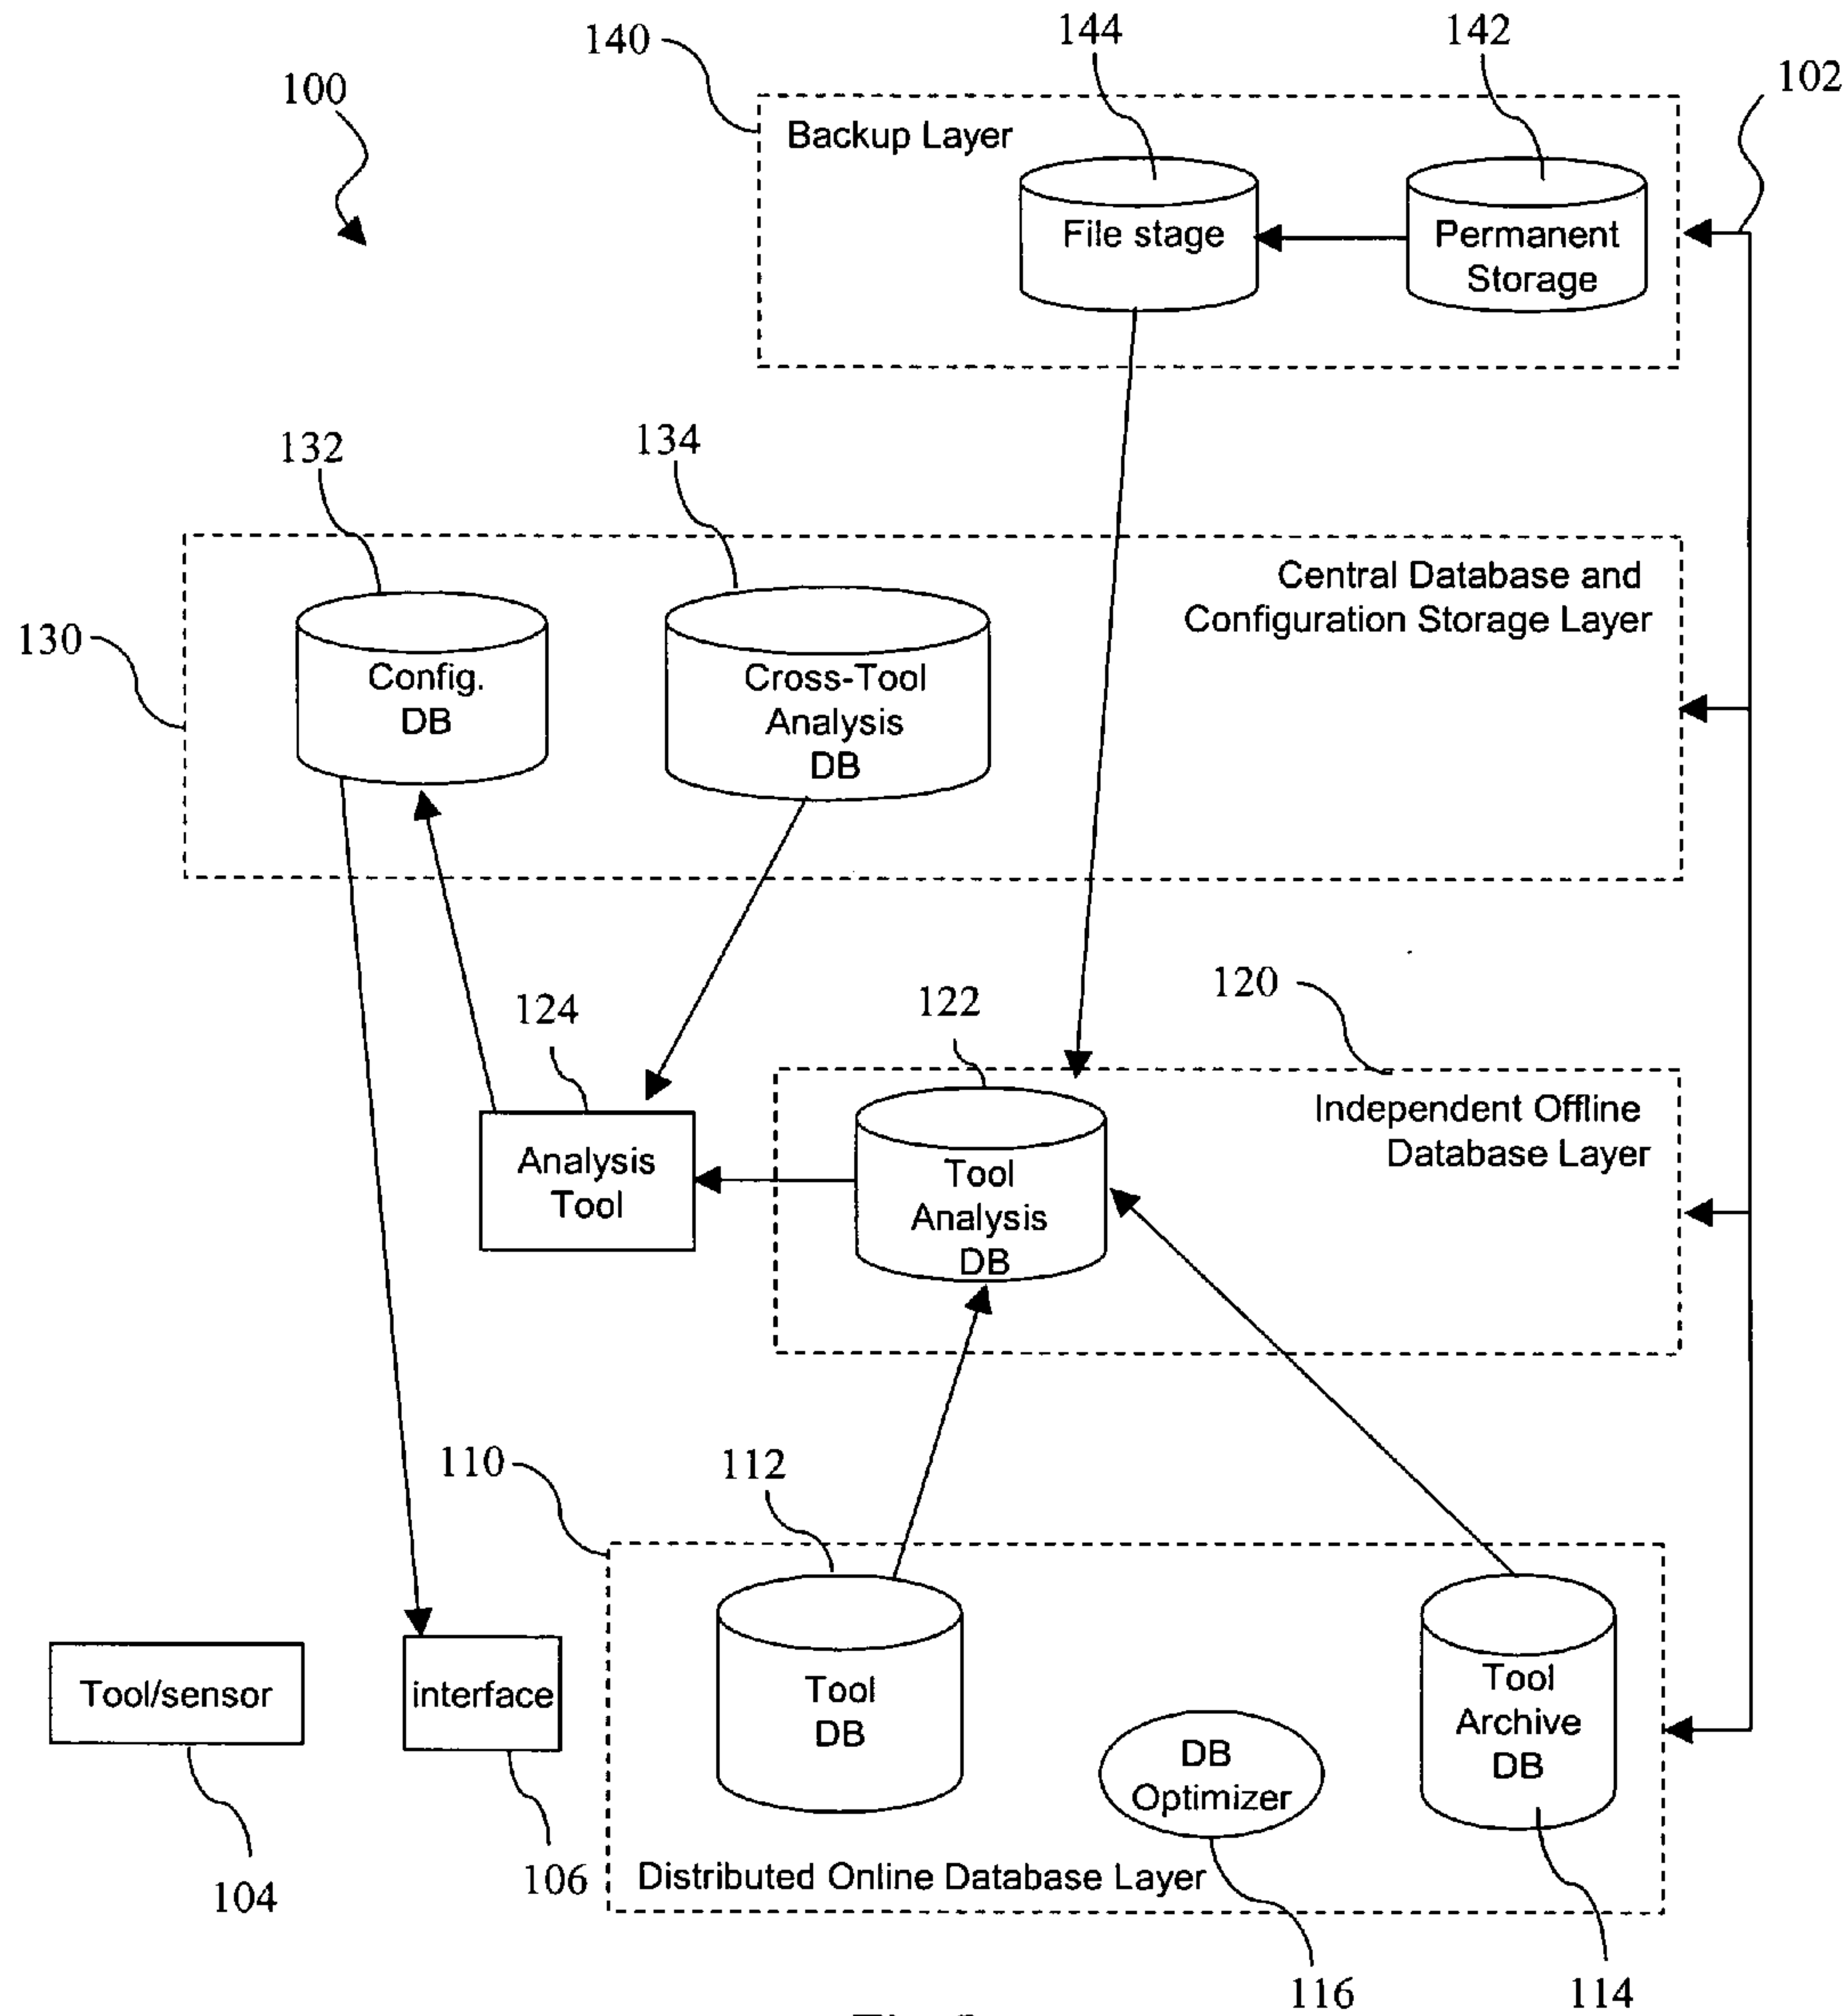 140
144
142
102
100
Backup Layer
File stage
Permanent
Storage
132
134
130
Central Database and
Configuration Storage Layer
Config.
DB
Cross-Tool
Analysis
DB
124
122
120
Analysis
Tool
Tool
Analysis
DB
Independent Offline
Database Layer
110
112
Tool/sensor
interface
Tool
DB
DB
Optimizer
Tool
Archive
DB
Distributed Online Database Layer
104
106
116
114